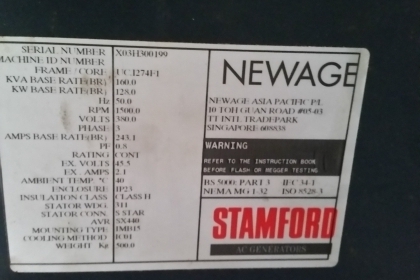 SERIAL NUMBER X03H300199
MACHINE ID NUMBER
FRAME / CORE UCI274F1
KVA BASE RATE(BR) 160.0
KW BASE RATE(BR) 128.0
Hz 50.0
RPM 1500.0
VOLTS 380.0
PHASE 3
AMPS BASE RATE(BR) 243.1
PF 0.8
RATING CONT
EX VOLTS 45.5
EX AMPS 2.1
AMBIENT TEMP. °C 40
ENCLOSURE IP23
INSULATION CLASS CLASS H
STATOR WDG. 311
STATOR CONN. S STAR
AVR SX440
MOUNTING TYPE IMB15
COOLING METHOD IC01
WEIGHT Kg 500.0
NEWAGE
NEWAGE ASIA PACIFIC P/L
10 TOH GUAN ROAD #05-03
TT INTL TRADEPARK
SINGAPORE 608838
WARNING
REFER TO THE INSTRUCTION BOOK
BEFORE FLASH OR MEGGER TESTING
BS 5000: PART 3 IEC 34-1
NEMA MG 1-32 ISO 8528-3
STAMFORD
AC GENERATORS